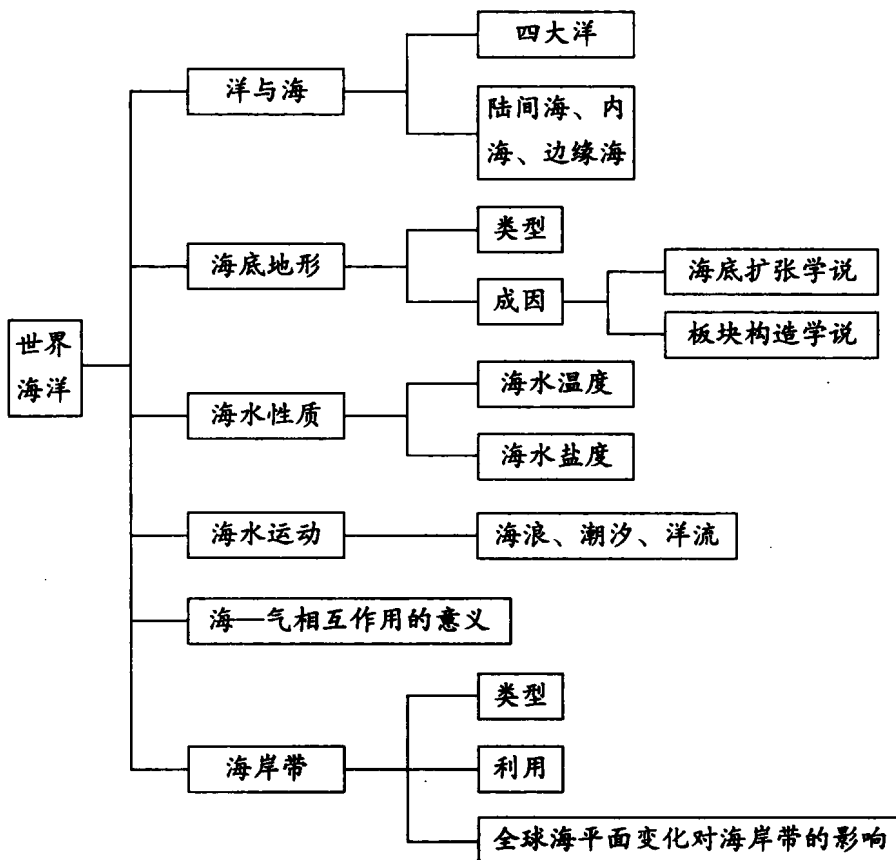 四大洋
洋与海
陆间海、内
海、边缘海
类型
海底地形
海底扩张学说
成因
板块构造学说
世界
海洋
海水温度
海水性质
海水盐度
海水运动
海浪、潮汐、洋流
海—气相互作用的意义
类型
海岸带
利用
全球海平面变化对海岸带的影响